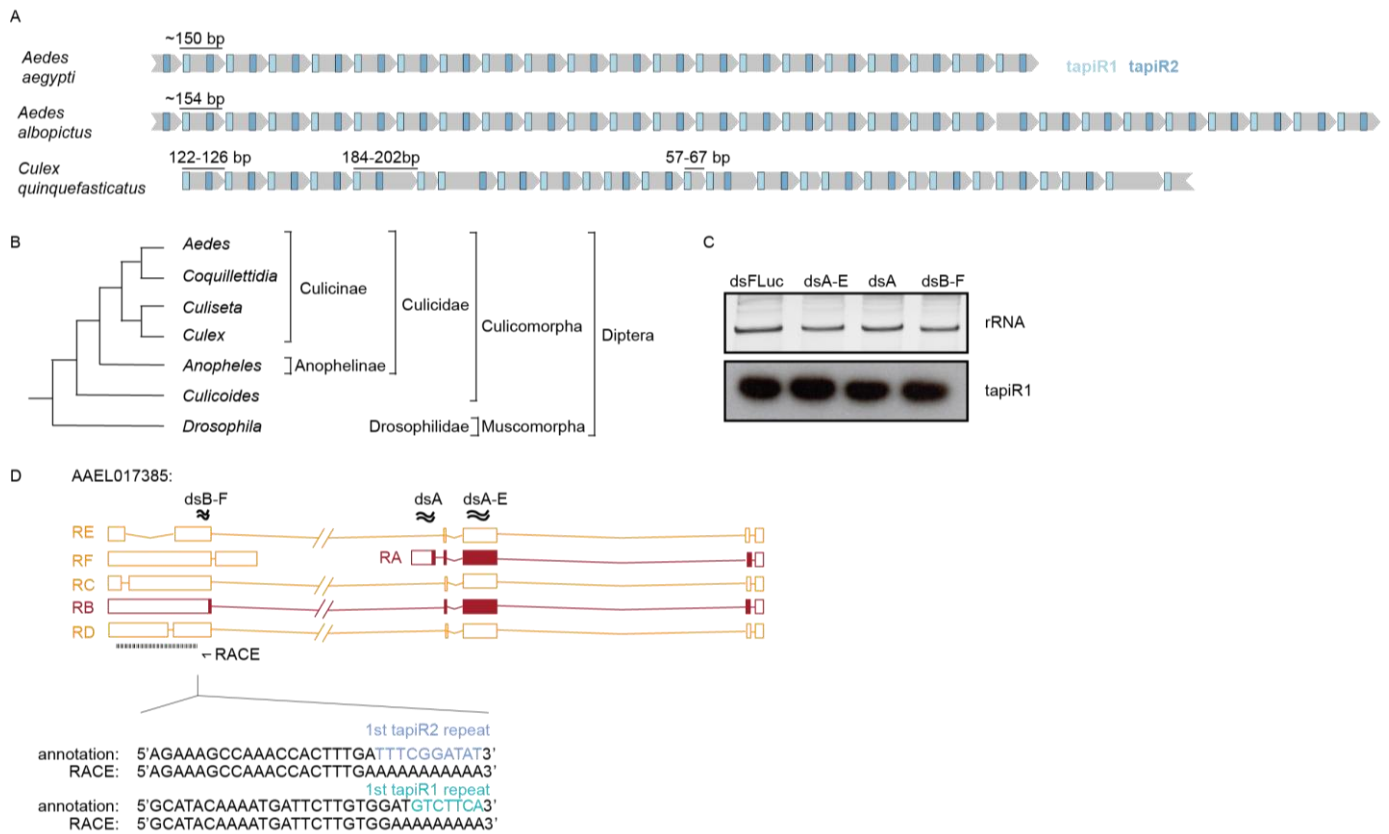 A
~150 bp
Aedes
aegypti
tapiR1 tapiR2
~154 bp
Aedes
albopictus
122-126 bp 184-202bp 57-67 bp
Culex
quinquefasticatus
B
Aedes
Coquillettidia
Culiseta
Culex
Anopheles
Culicoides
Drosophila
Culicinae
Anophelinae
Culicidae
Culicomorpha
Drosophilidae
Muscomorpha
Diptera
C
dsFLuc dsA-E dsA dsB-F
rRNA
tapiR1
D AAEL017385:
dsB-F dsA dsA-E
RE
RF RA
RC
RB
RD
RACE
1st tapiR2 repeat
annotation: 5'AGAAAGCCAAACCACTTTGATTTCGGATAT3'
RACE: 5'AGAAAGCCAAACCACTTTGAAAAAAAAAAA3'
1st tapiR1 repeat
annotation: 5'GCATACAAAATGATTCTTGTGGATGTCTTCA3'
RACE: 5'GCATACAAAATGATTCTTGTGGAAAAAAAAA3'